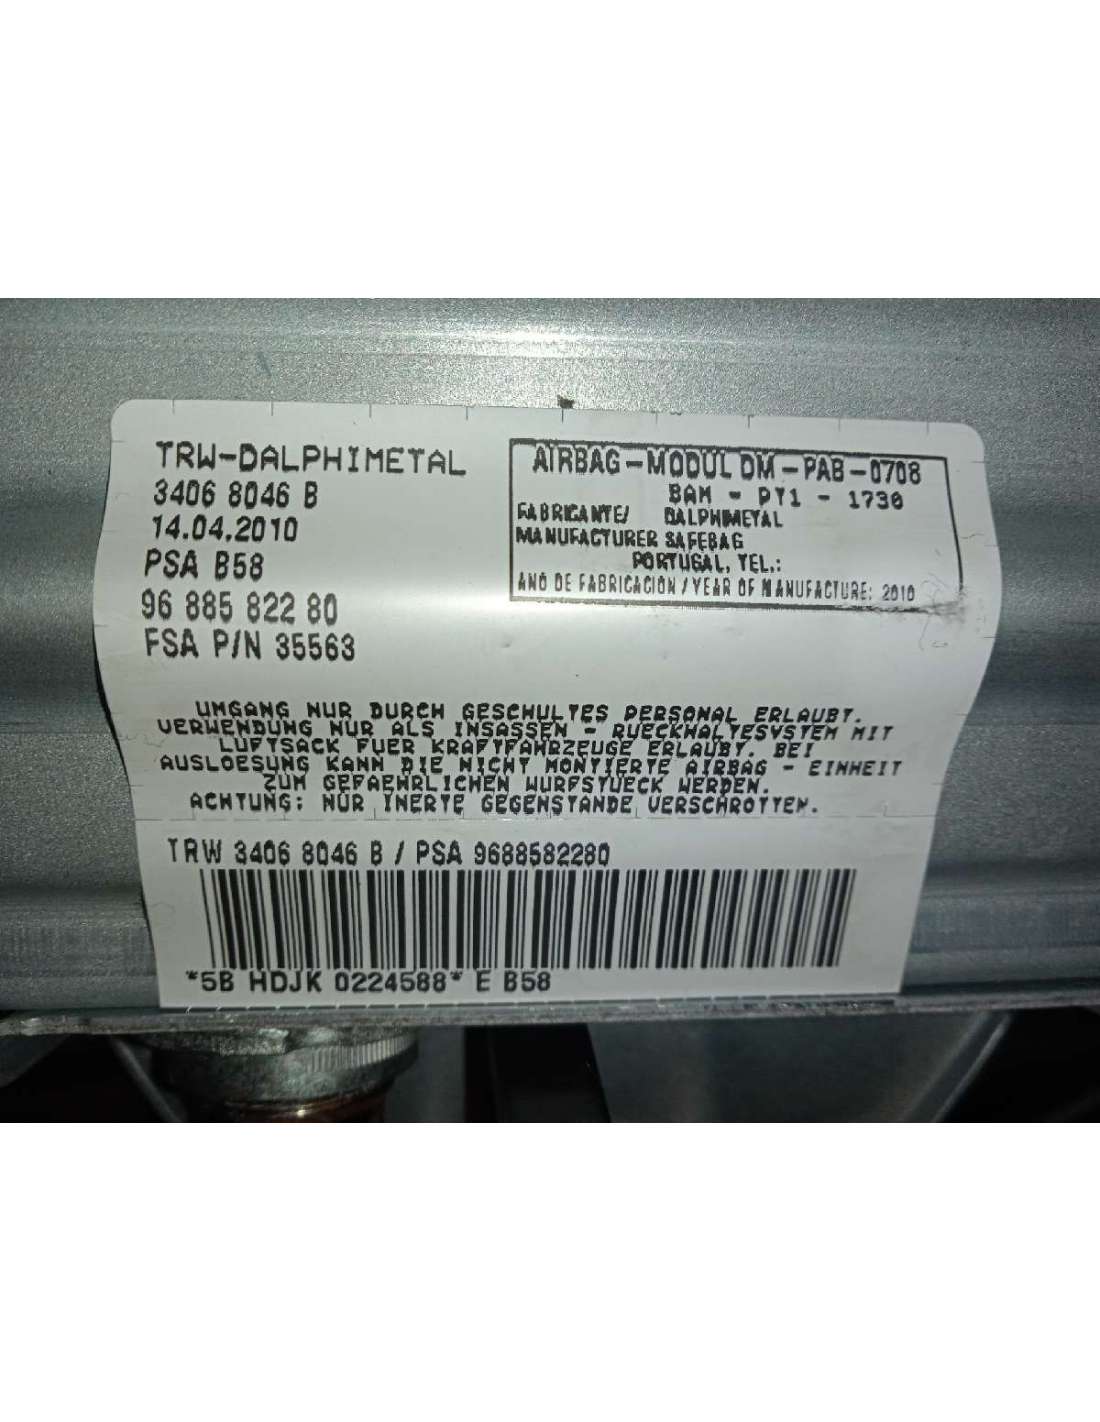 TRW-DALPHIMETAL
3406 8046 B
14.04.2010
PSA B58
96 885 822 80
FSA P/N 35563
AIRBAG-MODUL DM-PAB-0708
BAM - PT1 - 1730
FABRICANTE/ DALPHIMETAL
MANUFACTURER SAFEBAG
PORTUGAL, TEL.:
ANO DE FABRICACION / YEAR OF MANUFACTURE: 2010
UMGANG NUR DURCH GESCHULTES PERSONAL ERLAUBT.
VERWENDUNG NUR ALS INSASSEN - RUECKHALTESYSTEM MIT
LUFTSACK FUER KRAFTFAHRZEUGE ERLAUBT. BEI
AUSLOESUNG KANN DIE NICHT MONTIERTE AIRBAG - EINHEIT
ZUM GEFAEHRLICHEN WURFSTUECK WERDEN.
ACHTUNG: NUR INERTE GEGENSTANDE VERSCHROTTEN.
TRW 3406 8046 B / PSA 9688582280
*5B HDJK 0224588* E B58